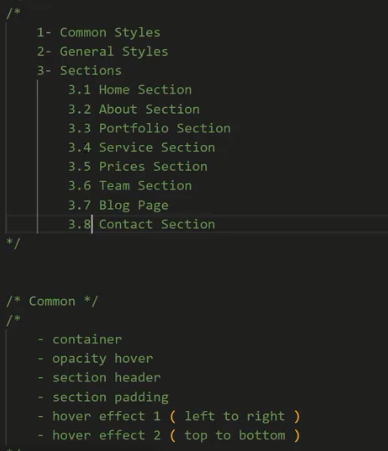 /*
1- Common Styles
2- General Styles
3- Sections
3.1 Home Section
3.2 About Section
3.3 Portfolio Section
3.4 Service Section
3.5 Prices Section
3.6 Team Section
3.7 Blog Page
3.8 Contact Section
*/
/* Common */
/*
- container
- opacity hover
- section header
- section padding
- hover effect 1 ( left to right )
- hover effect 2 ( top to bottom )